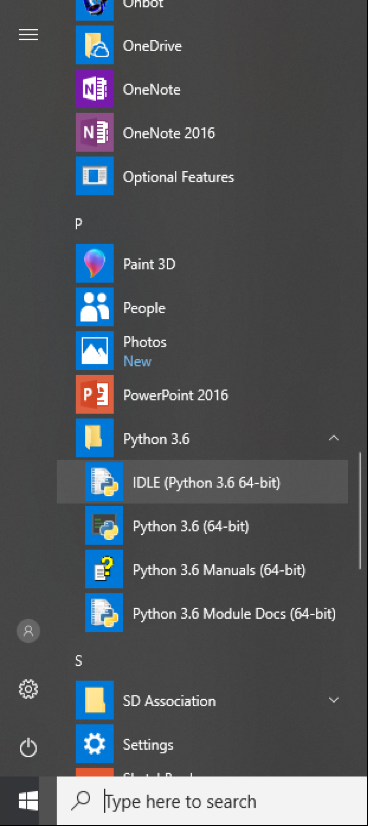 Onbot
OneDrive
OneNote
OneNote 2016
Optional Features
P
Paint 3D
People
Photos
New
PowerPoint 2016
Python 3.6
IDLE (Python 3.6 64-bit)
Python 3.6 (64-bit)
Python 3.6 Manuals (64-bit)
Python 3.6 Module Docs (64-bit)
S
SD Association
Settings
Type here to search